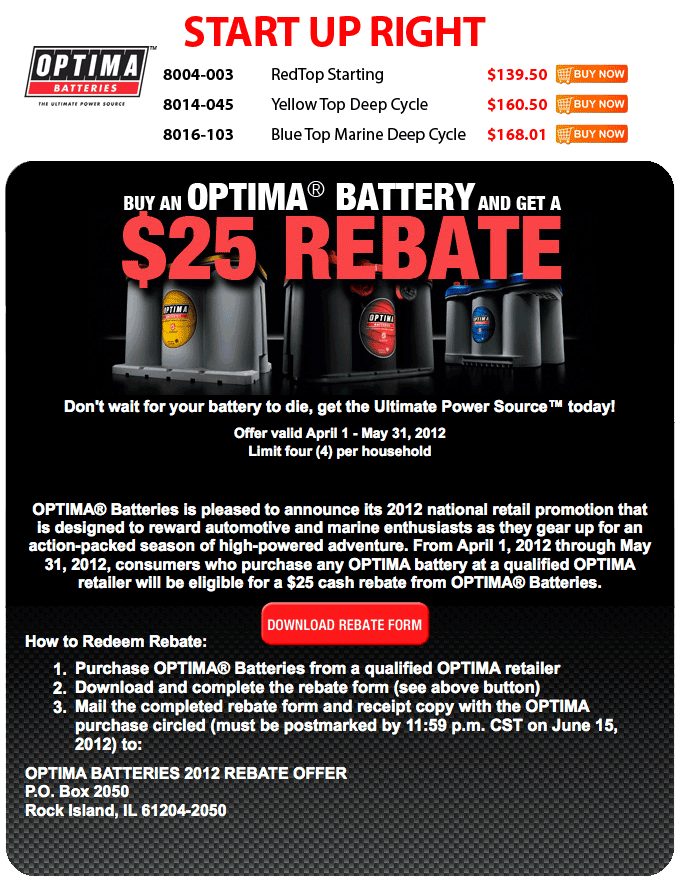 START UP RIGHT
OPTIMA™
BATTERIES
THE ULTIMATE POWER SOURCE
8004-003 RedTop Starting $139.50 BUY NOW
8014-045 Yellow Top Deep Cycle $160.50 BUY NOW
8016-103 Blue Top Marine Deep Cycle $168.01 BUY NOW
BUY AN OPTIMA® BATTERY AND GET A
$25 REBATE
OPTIMA
OPTIMA
BATTERIES
OPTIMA
Don't wait for your battery to die, get the Ultimate Power Source™ today!
Offer valid April 1 - May 31, 2012
Limit four (4) per household
OPTIMA® Batteries is pleased to announce its 2012 national retail promotion that
is designed to reward automotive and marine enthusiasts as they gear up for an
action-packed season of high-powered adventure. From April 1, 2012 through May
31, 2012, consumers who purchase any OPTIMA battery at a qualified OPTIMA
retailer will be eligible for a $25 cash rebate from OPTIMA® Batteries.
DOWNLOAD REBATE FORM
How to Redeem Rebate:
1. Purchase OPTIMA® Batteries from a qualified OPTIMA retailer
2. Download and complete the rebate form (see above button)
3. Mail the completed rebate form and receipt copy with the OPTIMA
purchase circled (must be postmarked by 11:59 p.m. CST on June 15,
2012) to:
OPTIMA BATTERIES 2012 REBATE OFFER
P.O. Box 2050
Rock Island, IL 61204-2050